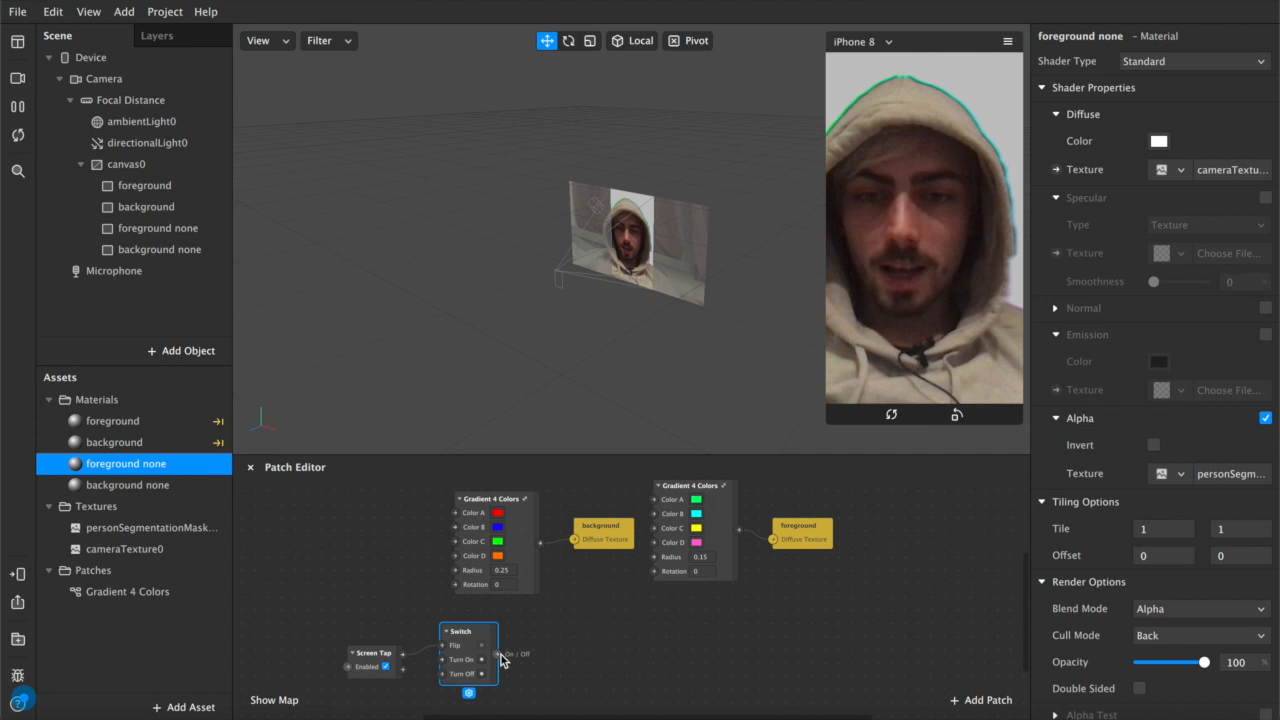 File Edit View Add Project Help
Scene Layers
Device
Camera
Focal Distance
ambientLight0
directionalLight0
canvas0
foreground
background
foreground none
background none
Microphone
+ Add Object
Assets
Materials
foreground
background
foreground none
background none
Textures
personSegmentationMask...
cameraTexture0
Patches
Gradient 4 Colors
+ Add Asset
View Filter Local Pivot
iPhone 8
Patch Editor
Gradient 4 Colors
Color A
Color B
Color C
Color D
Radius 0.25
Rotation 0
background
Diffuse Texture
Gradient 4 Colors
Color A
Color B
Color C
Color D
Radius 0.15
Rotation 0
foreground
Diffuse Texture
Screen Tap
Enabled
Switch
Flip
Turn On
Turn Off
On / Off
Show Map
+ Add Patch
foreground none - Material
Shader Type Standard
Shader Properties
Diffuse
Color
Texture cameraTextu...
Specular
Type Texture
Texture Choose File...
Smoothness 0
Normal
Emission
Color
Texture Choose File...
Alpha
Invert
Texture personSegm...
Tiling Options
Tile 1 1
Offset 0 0
Render Options
Blend Mode Alpha
Cull Mode Back
Opacity 100 %
Double Sided
Alpha Test